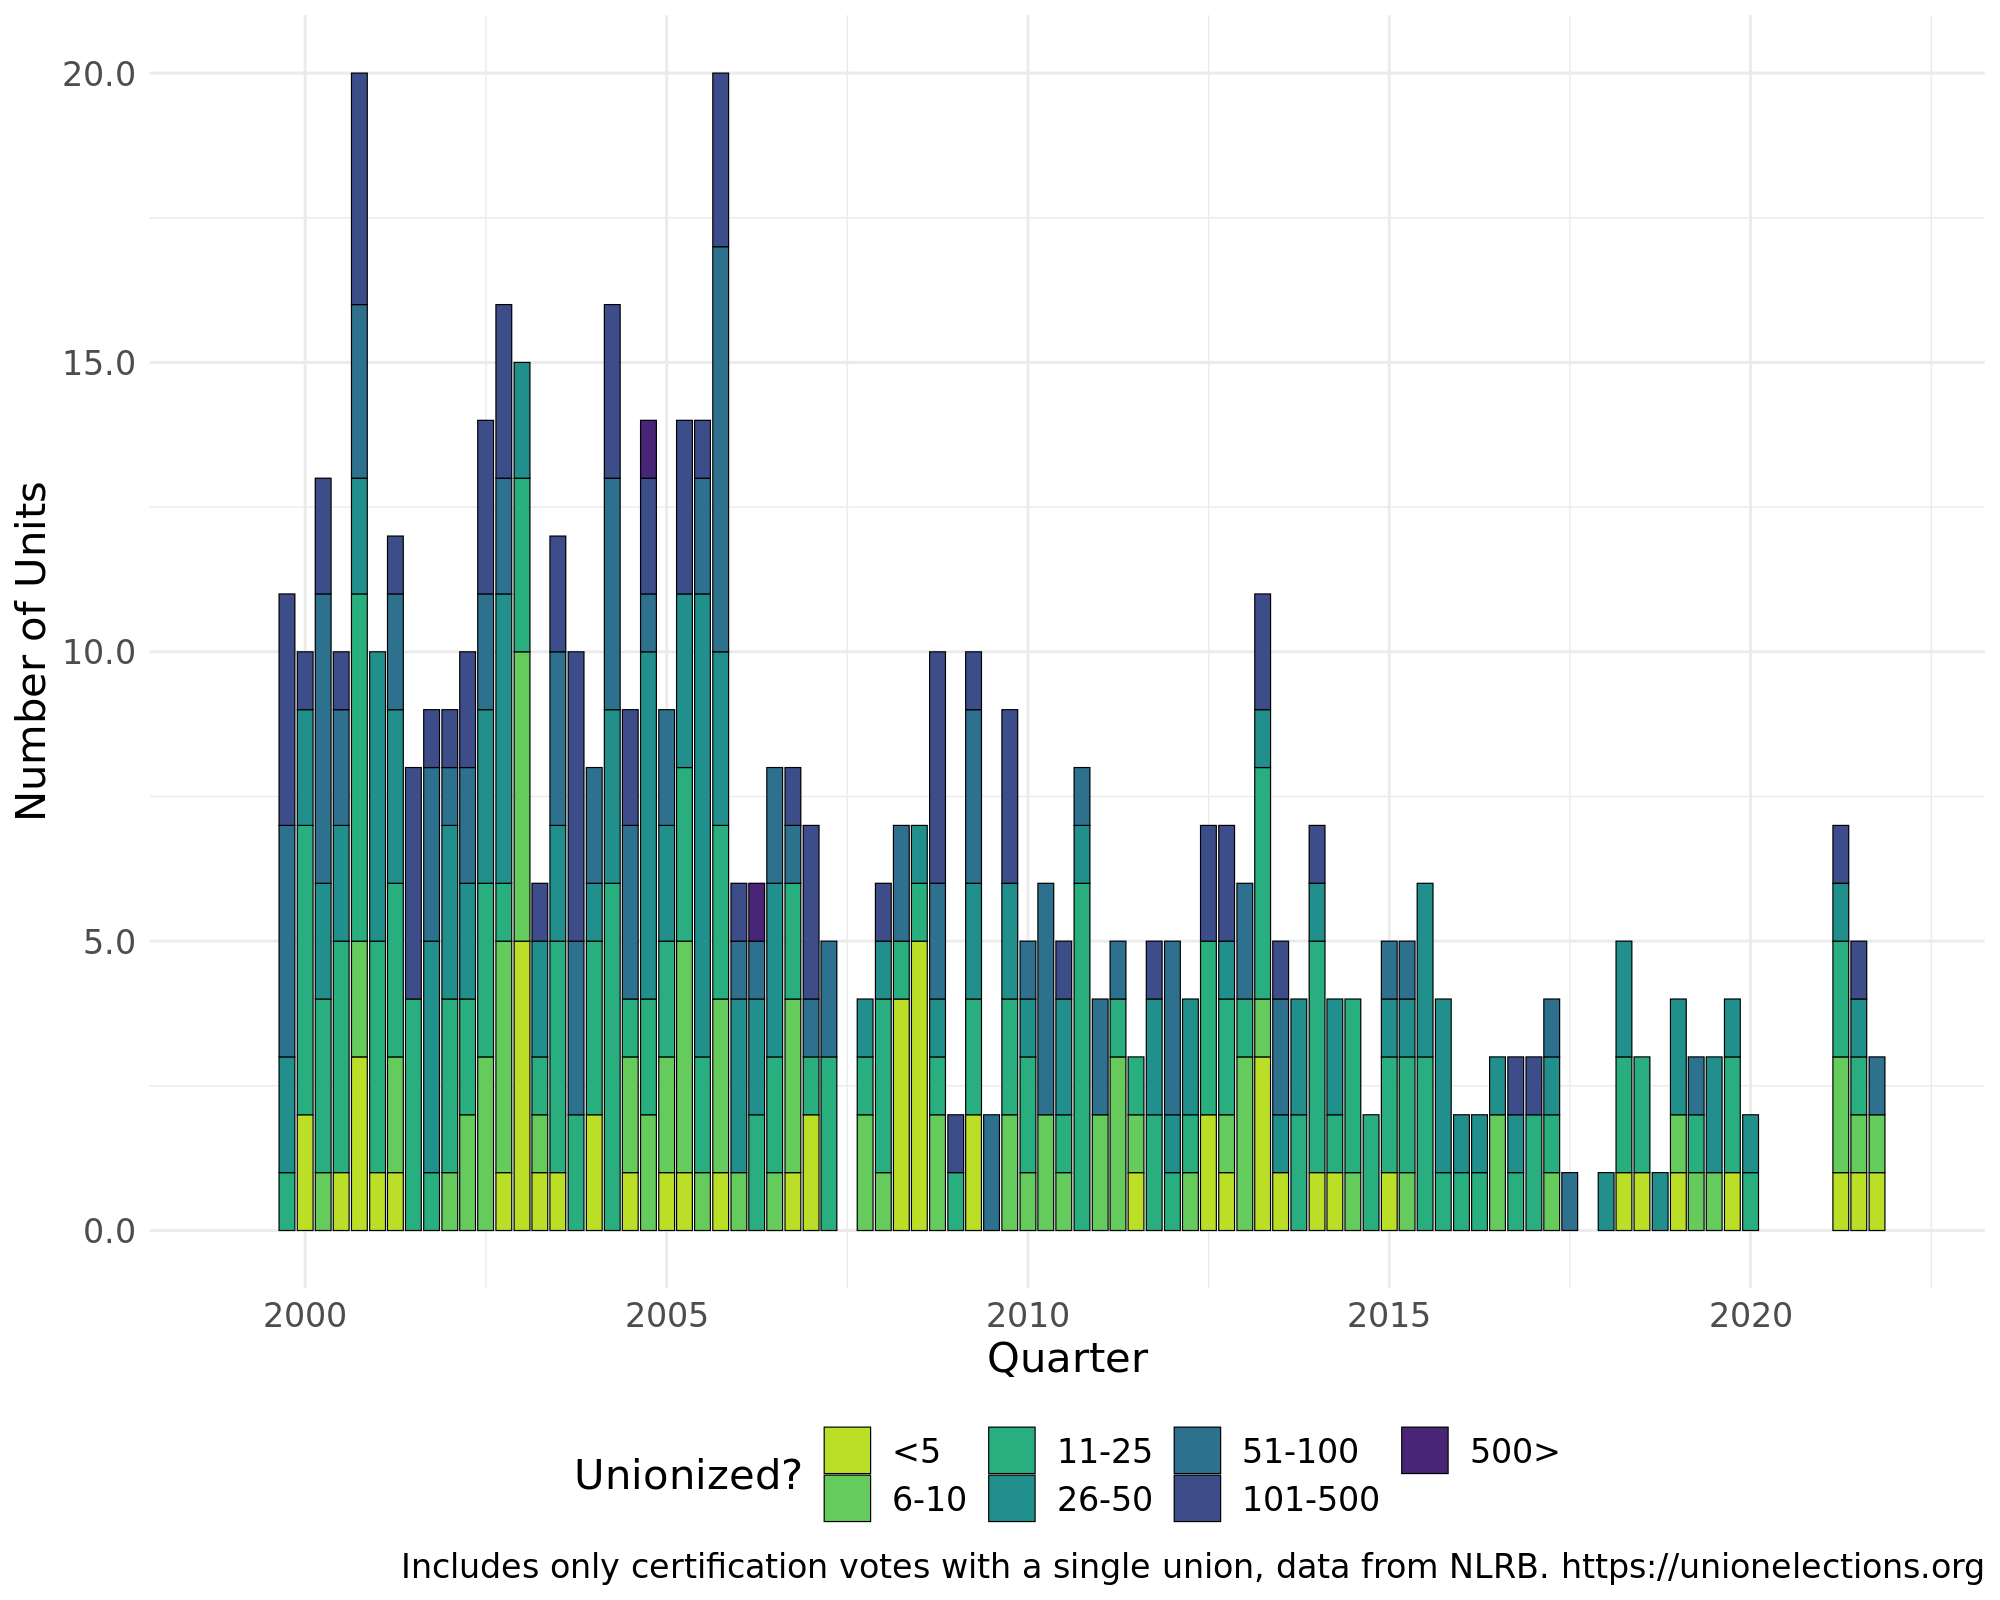 20.0
15.0
10.0
5.0
0.0
Number of Units
2000 2005 2010 2015 2020
Quarter
Unionized?
<5 11-25 51-100 500>
6-10 26-50 101-500
Includes only certification votes with a single union, data from NLRB. https://unionelections.org